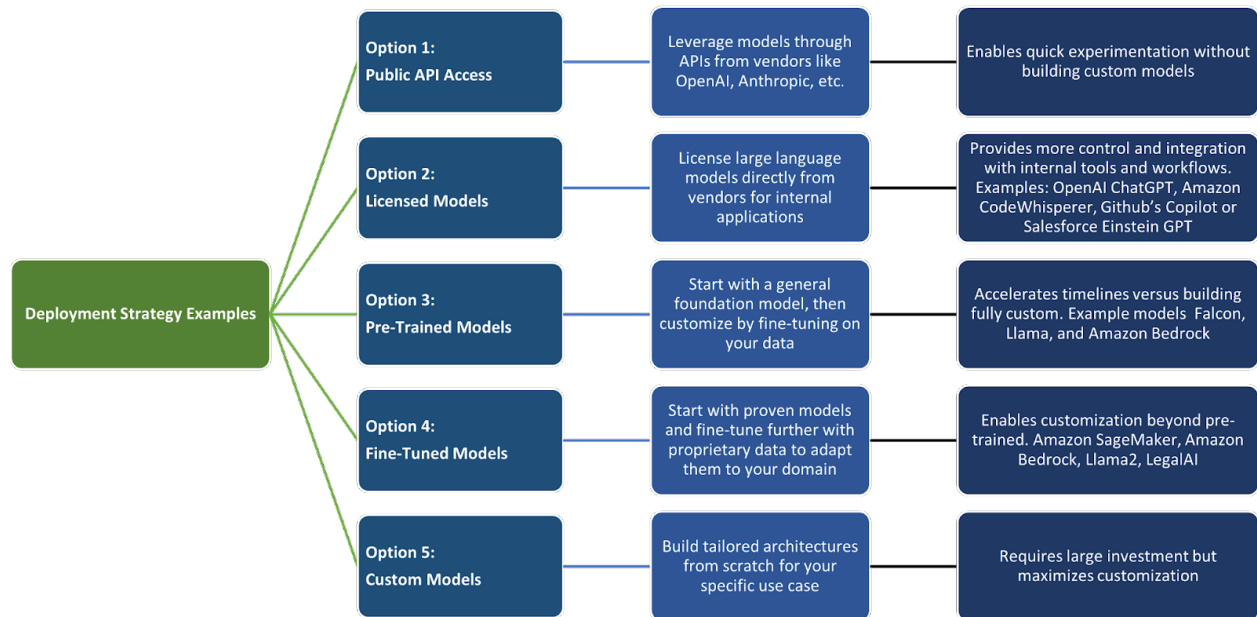 Option 1:
Public API Access
Leverage models through
APIs from vendors like
OpenAI, Anthropic, etc.
Enables quick experimentation without
building custom models
Option 2:
Licensed Models
License large language
models directly from
vendors for internal
applications
Provides more control and integration
with internal tools and workflows.
Examples: OpenAI ChatGPT, Amazon
CodeWhisperer, Github's Copilot or
Salesforce Einstein GPT
Deployment Strategy Examples
Option 3:
Pre-Trained Models
Start with a general
foundation model, then
customize by fine-tuning on
your data
Accelerates timelines versus building
fully custom. Example models  Falcon,
Llama, and Amazon Bedrock
Option 4:
Fine-Tuned Models
Start with proven models
and fine-tune further with
proprietary data to adapt
them to your domain
Enables customization beyond pre-
trained. Amazon SageMaker, Amazon
Bedrock, Llama2, LegalAI
Option 5:
Custom Models
Build tailored architectures
from scratch for your
specific use case
Requires large investment but
maximizes customization